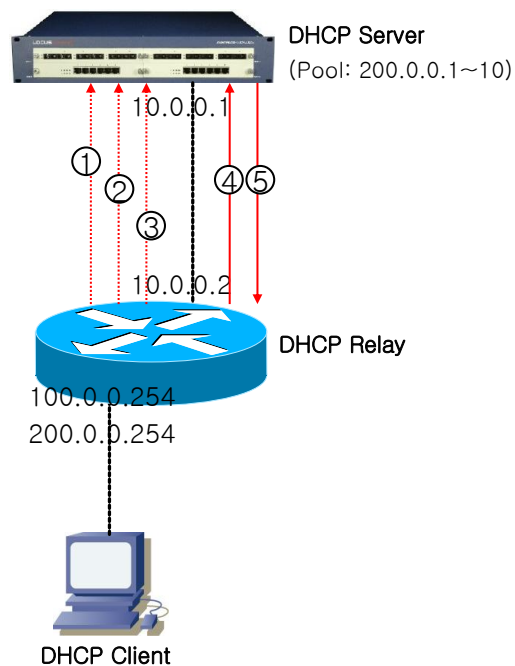 DHCP Server
(Pool: 200.0.0.1~10)
10.0.0.1
①
②
③
④
⑤
10.0.0.2
DHCP Relay
100.0.0.254
200.0.0.254
DHCP Client